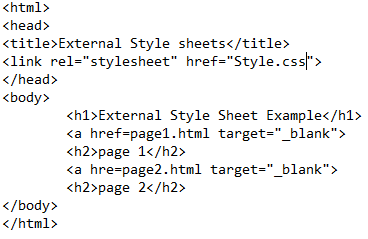 <html>
<head>
<title>External Style sheets</title>
<link rel="stylesheet" href="Style.css">
</head>
<body>
<h1>External Style Sheet Example</h1>
<a href=page1.html target="_blank">
<h2>page 1</h2>
<a hre=page2.html target="_blank">
<h2>page 2</h2>
</body>
</html>